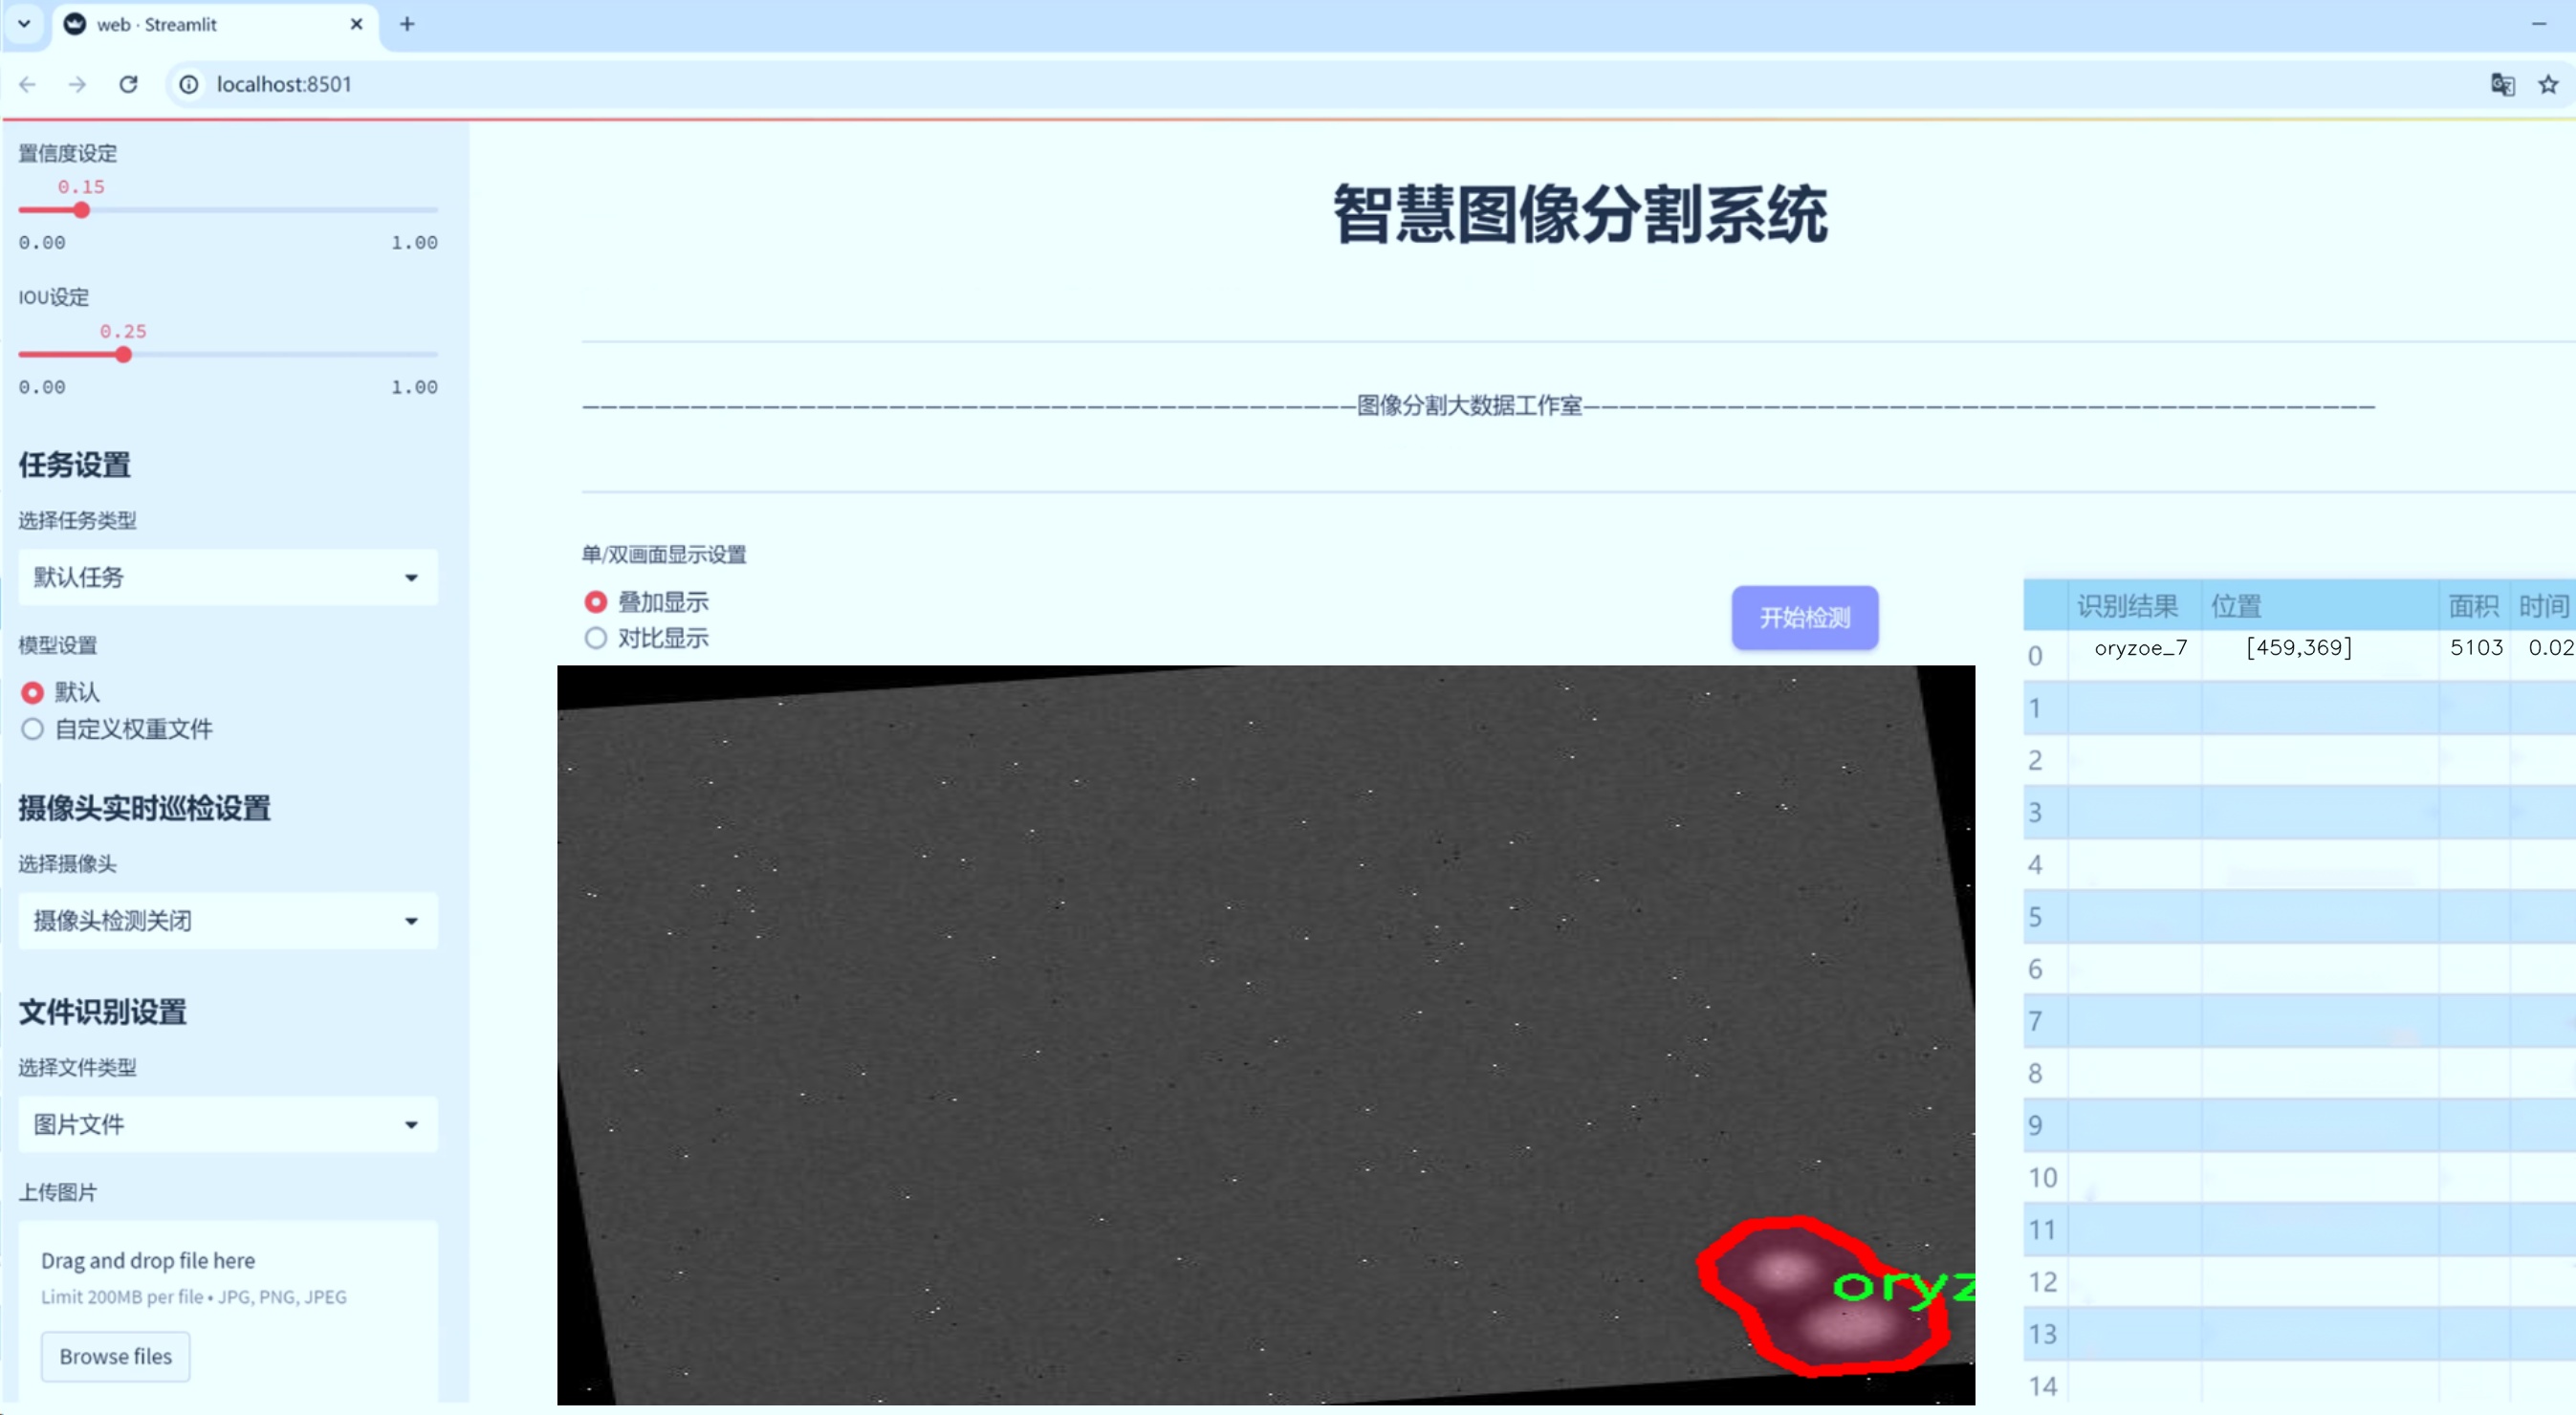 web · Streamlit
localhost:8501
置信度设定
0.15
0.00 1.00
IOU设定
0.25
0.00 1.00
任务设置
选择任务类型
默认任务
模型设置
默认
自定义权重文件
摄像头实时巡检设置
选择摄像头
摄像头检测关闭
文件识别设置
选择文件类型
图片文件
上传图片
Drag and drop file here
Limit 200MB per file • JPG, PNG, JPEG
Browse files
智慧图像分割系统
图像分割大数据工作室
单/双画面显示设置
叠加显示
对比显示
开始检测
oryz
识别结果 位置 面积 时间
0 oryzoe_7 [459,369] 5103 0.02
1
2
3
4
5
6
7
8
9
10
11
12
13
14